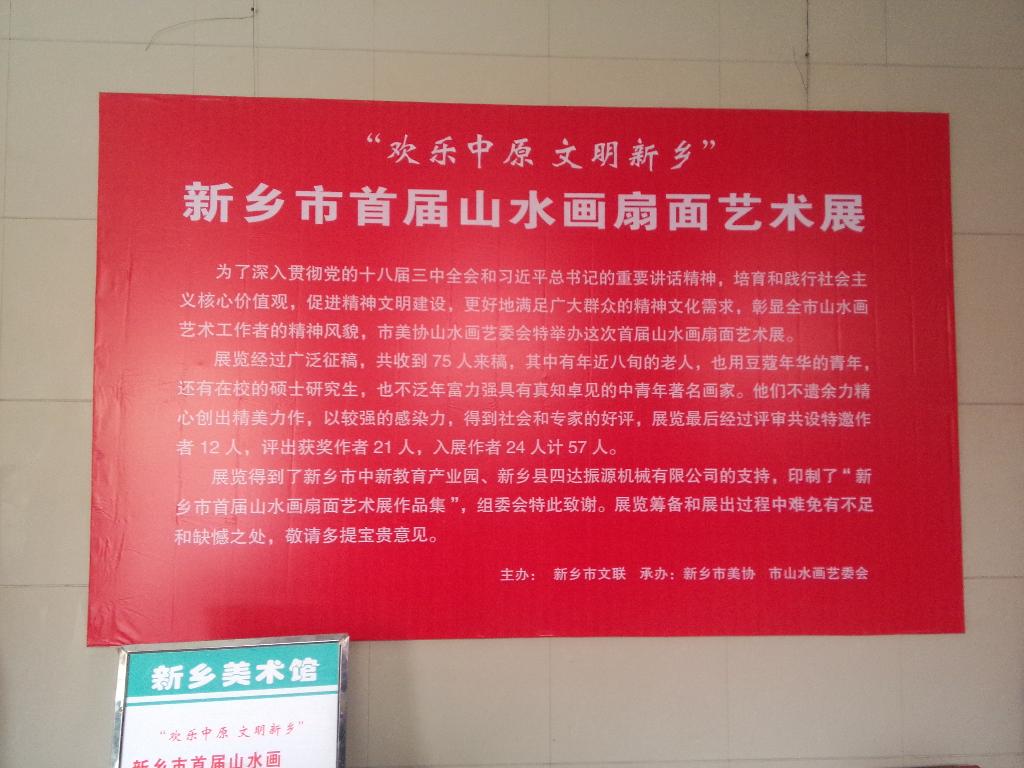 “欢乐中原 文明新乡”
新乡市首届山水画扇面艺术展
为了深入贯彻党的十八届三中全会和习近平总书记的重要讲话精神，培育和践行社会主
义核心价值观，促进精神文明建设，更好地满足广大群众的精神文化需求，彰显全市山水画
艺术工作者的精神风貌，市美协山水画艺委会特举办这次首届山水画扇面艺术展。
展览经过广泛征稿，共收到 75 人来稿，其中有年近八旬的老人，也用豆蔻年华的青年，
还有在校的硕士研究生，也不泛年富力强具有真知卓见的中青年著名画家。他们不遗余力精
心创出精美力作，以较强的感染力，得到社会和专家的好评，展览最后经过评审共设特邀作
者 12 人，评出获奖作者 21 人，入展作者 24 人计 57 人。
展览得到了新乡市中新教育产业园、新乡县四达振源机械有限公司的支持，印制了“新
乡市首届山水画扇面艺术展作品集”，组委会特此致谢。展览筹备和展出过程中难免有不足
和缺憾之处，敬请多提宝贵意见。
主办： 新乡市文联 承办：新乡市美协 市山水画艺委会
新乡美术馆
“欢乐中原 文明新乡”
新乡市首届山水画